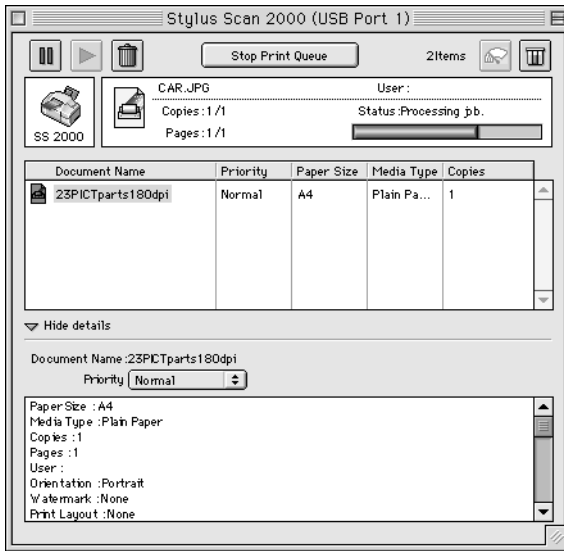 Stylus Scan 2000 (USB Port 1)
Stop Print Queue
2Items
SS 2000
CAR.JPG
User :
Copies :1 /1
Status :Processing job.
Pages :1 /1
Document Name Priority Paper Size Media Type Copies
23PICTparts180dpi Normal A4 Plain Pa... 1
Hide details
Document Name :23PICTparts180dpi
Priority Normal
Paper Size : A4
Media Type :Plain Paper
Copies :1
Pages :1
User :
Orientation :Portrait
Watermark :None
Print Layout :None